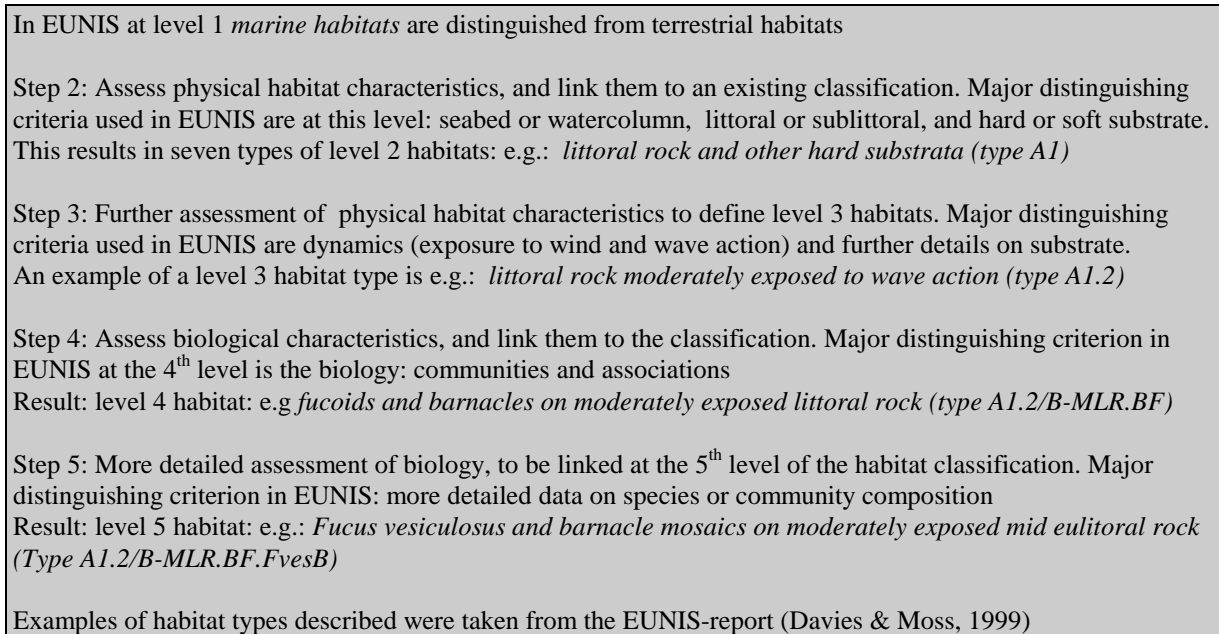 In EUNIS at level 1 marine habitats are distinguished from terrestrial habitats
Step 2: Assess physical habitat characteristics, and link them to an existing classification. Major distinguishing
criteria used in EUNIS are at this level: seabed or watercolumn, littoral or sublittoral, and hard or soft substrate.
This results in seven types of level 2 habitats: e.g.: littoral rock and other hard substrata (type A1)
Step 3: Further assessment of physical habitat characteristics to define level 3 habitats. Major distinguishing
criteria used in EUNIS are dynamics (exposure to wind and wave action) and further details on substrate.
An example of a level 3 habitat type is e.g.: littoral rock moderately exposed to wave action (type A1.2)
Step 4: Assess biological characteristics, and link them to the classification. Major distinguishing criterion in
EUNIS at the 4th level is the biology: communities and associations
Result: level 4 habitat: e.g fucoids and barnacles on moderately exposed littoral rock (type A1.2/B-MLR.BF)
Step 5: More detailed assessment of biology, to be linked at the 5th level of the habitat classification. Major
distinguishing criterion in EUNIS: more detailed data on species or community composition
Result: level 5 habitat: e.g.: Fucus vesiculosus and barnacle mosaics on moderately exposed mid eulitoral rock
(Type A1.2/B-MLR.BF.FvesB)
Examples of habitat types described were taken from the EUNIS-report (Davies & Moss, 1999)